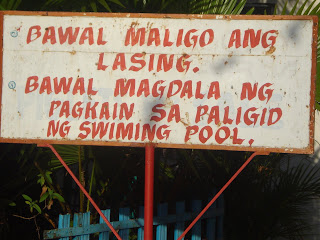 BAWAL MALIGO ANG
LASING.
BAWAL MAGDALA NG
PAGKAIN SA PALIGID
NG SWIMING POOL.